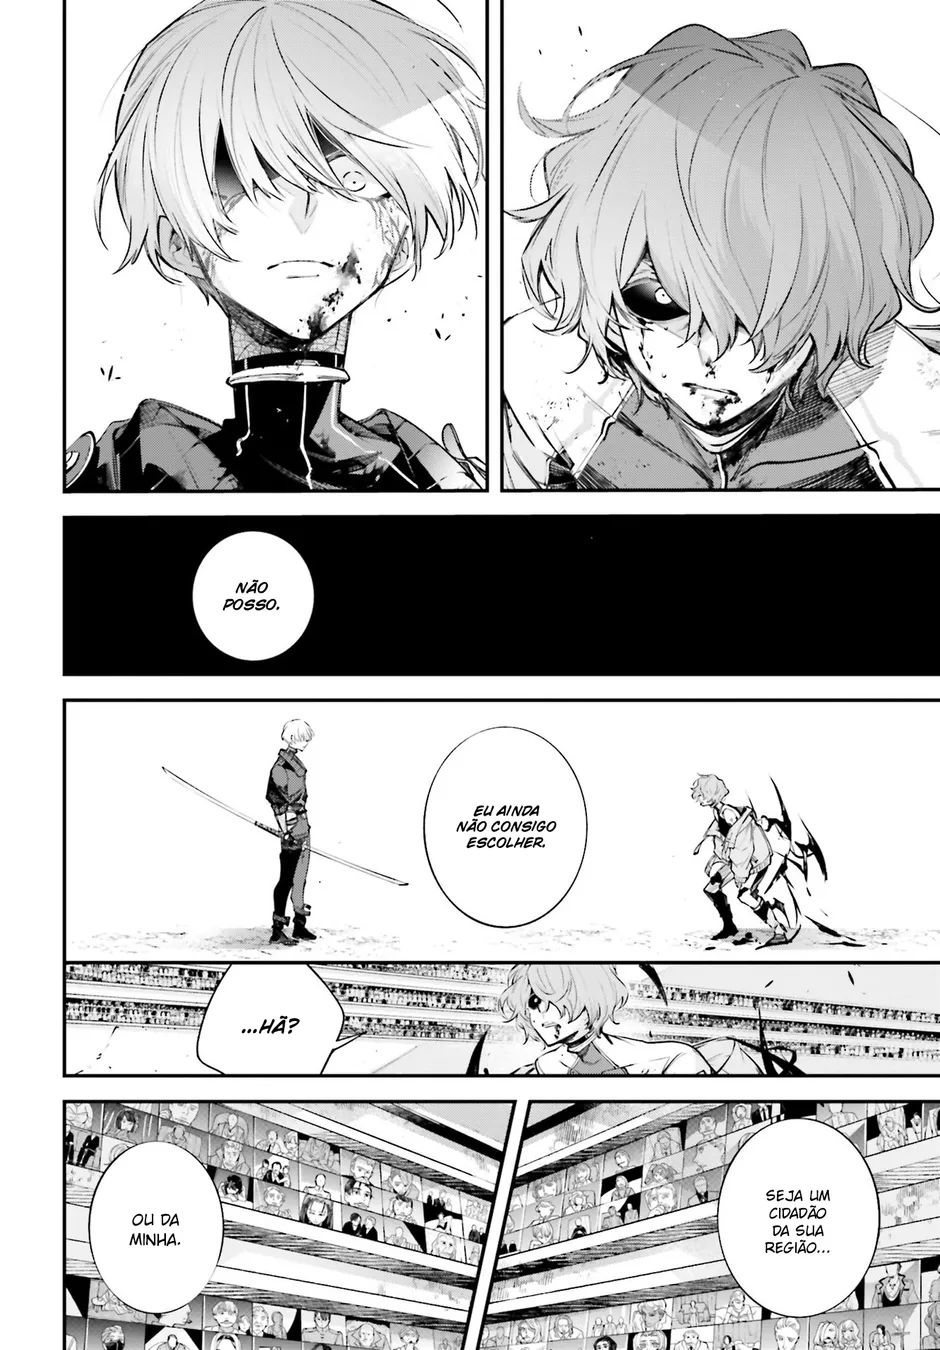 NÃO
POSSO.
EU AINDA
NÃO CONSIGO
ESCOLHER.
...HÃ?
SEJA UM
CIDADÃO
DA SUA
REGIÃO...
OU DA
MINHA.